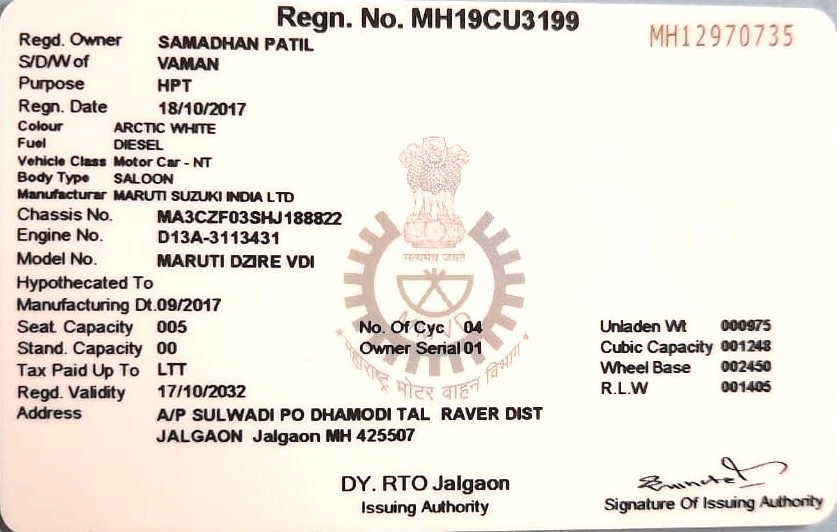 Regn. No. MH19CU3199
MH12970735
Regd. Owner SAMADHAN PATIL
S/D/W of VAMAN
Purpose HPT
Regn. Date 18/10/2017
Colour ARCTIC WHITE
Fuel DIESEL
Vehicle Class Motor Car - NT
Body Type SALOON
Manufacturar MARUTI SUZUKI INDIA LTD
Chassis No. MA3CZF03SHJ188822
Engine No. D13A-3113431
Model No. MARUTI DZIRE VDI
सत्यमेव जयते
Hypothecated To
Manufacturing Dt.09/2017
Seat. Capacity 005 No. Of Cyc 04 Unladen Wt 000975
Stand. Capacity 00 Owner Serial 01 Cubic Capacity 001248
Tax Paid Up To LTT Wheel Base 002450
Regd. Validity 17/10/2032 R.L.W 001405
महाराष्ट्र मोटर वाहन विभाग
Address A/P SULWADI PO DHAMODI TAL RAVER DIST
JALGAON Jalgaon MH 425507
DY. RTO Jalgaon
Issuing Authority
Signature Of Issuing Authority